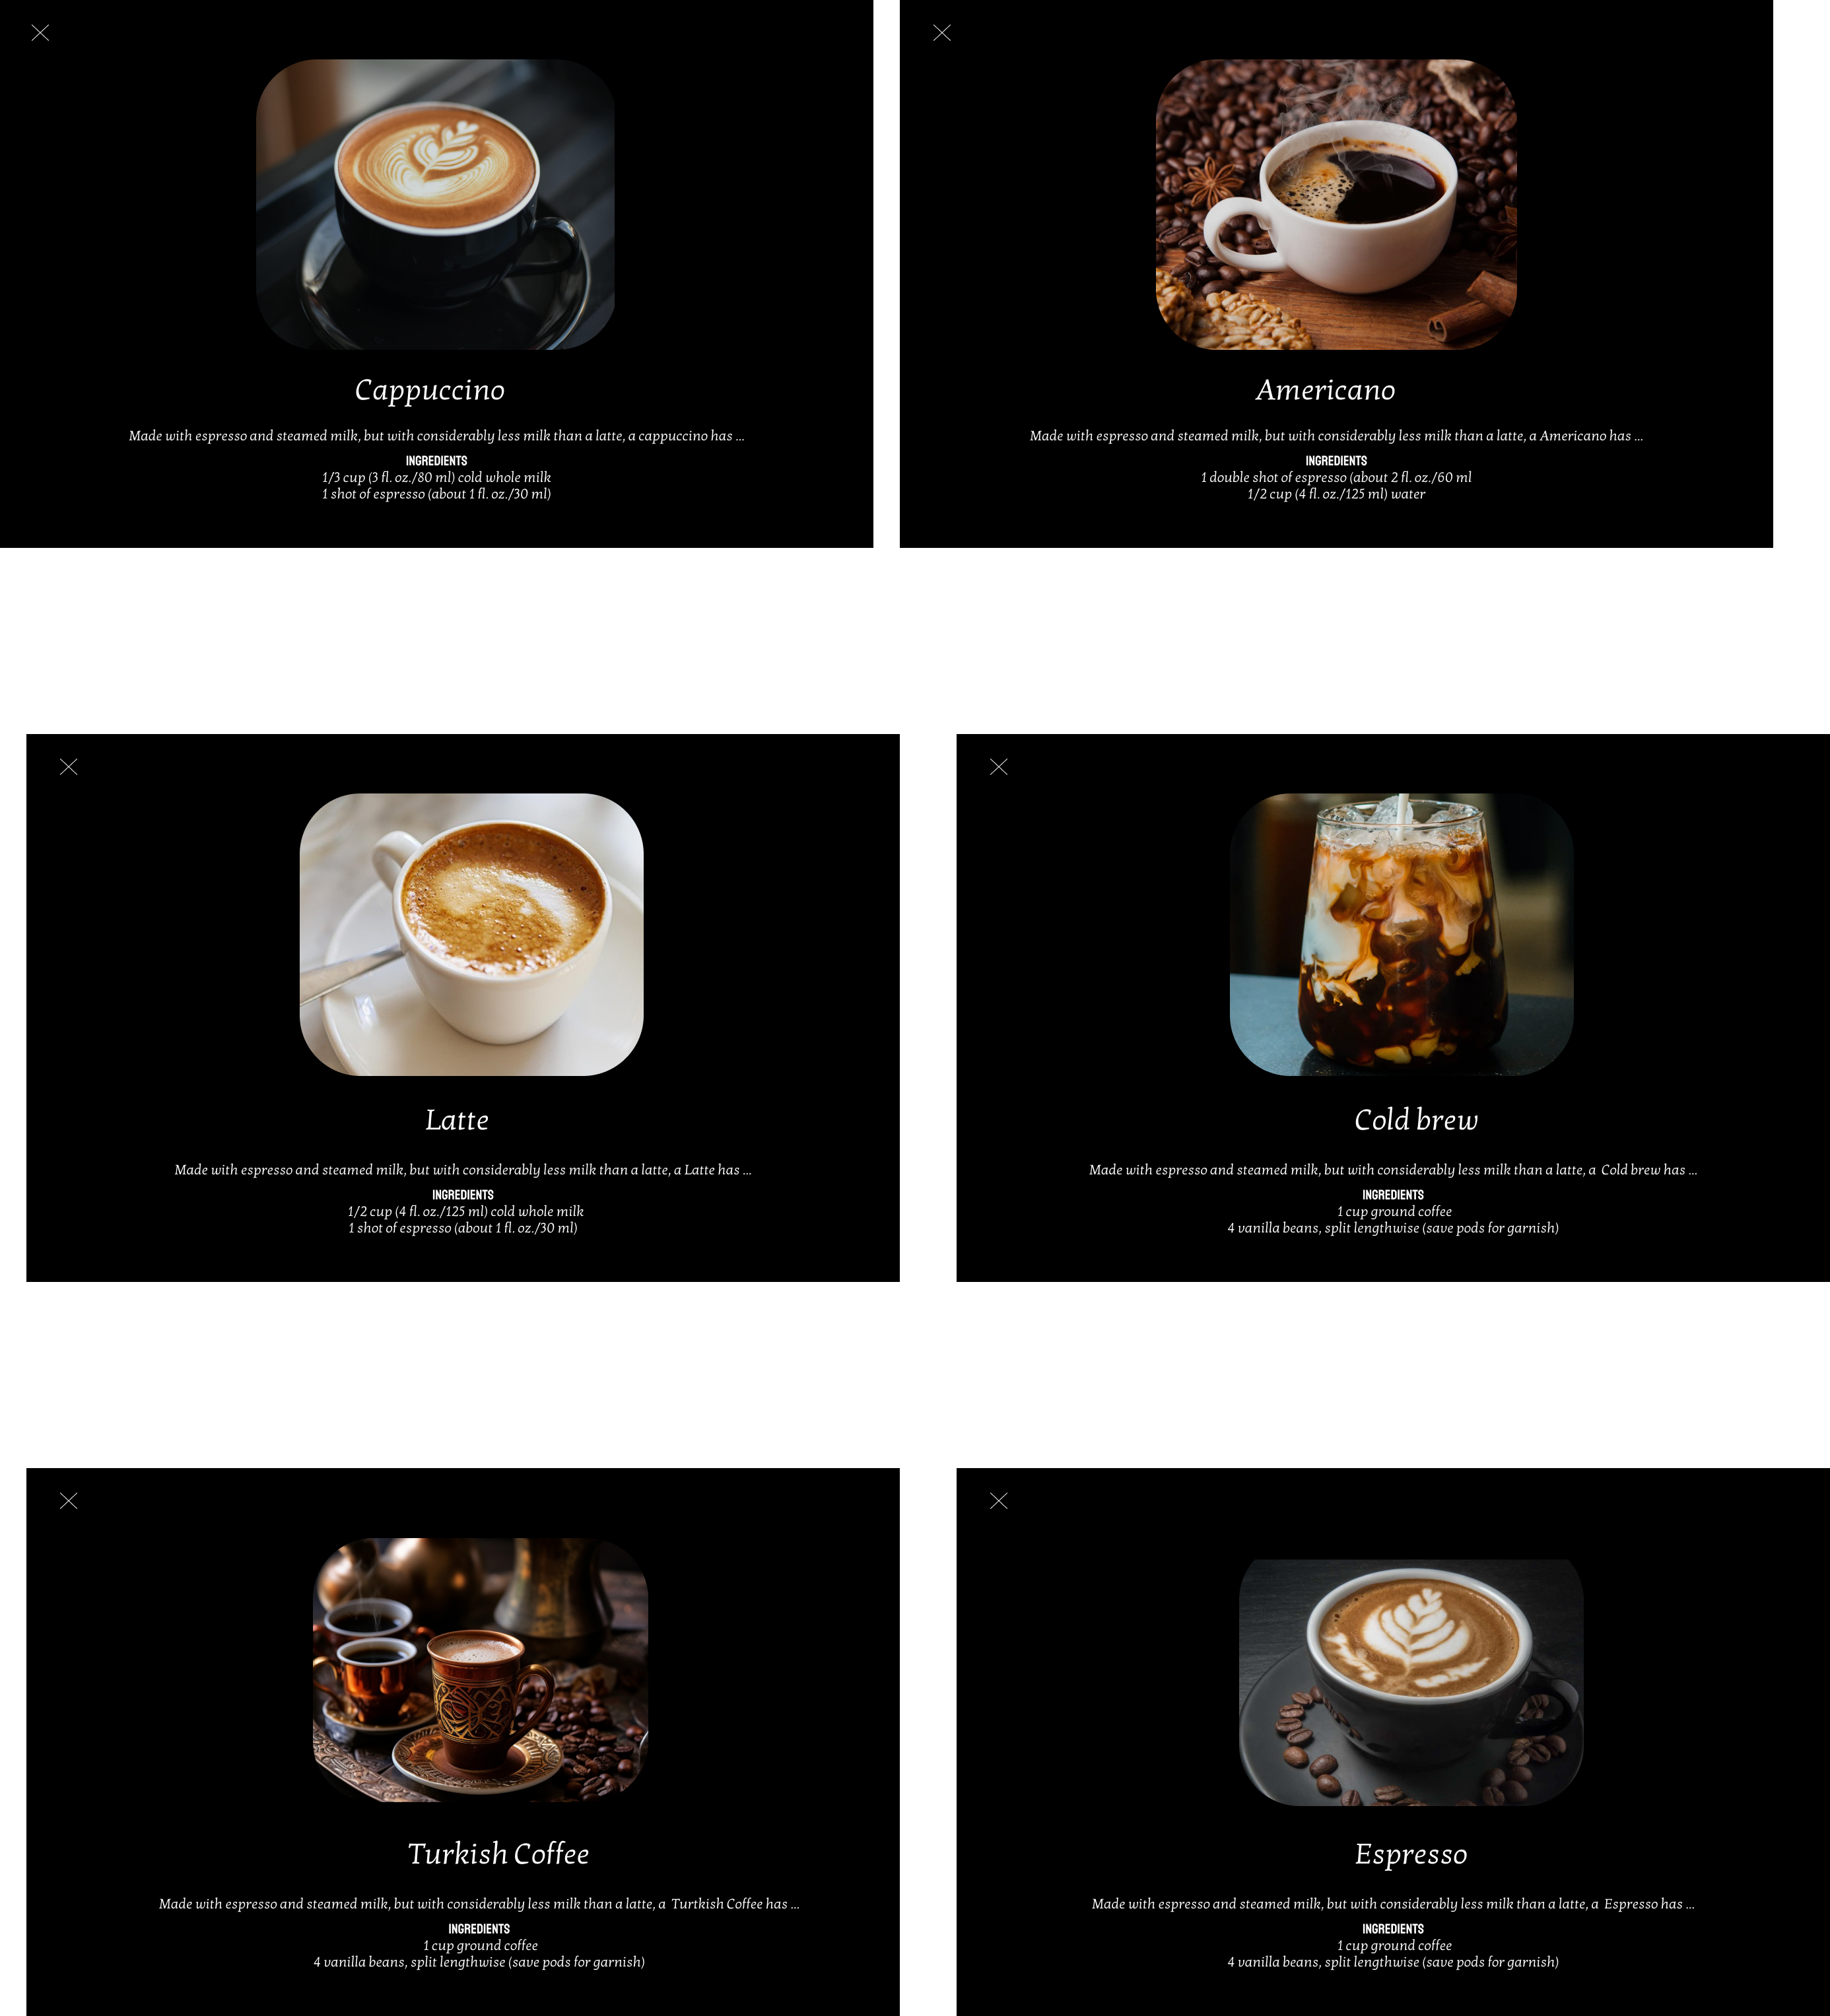 Cappuccino
Made with espresso and steamed milk, but with considerably less milk than a latte, a cappuccino has ...
INGREDIENTS
1/3 cup (3 fl. oz./80 ml) cold whole milk
1 shot of espresso (about 1 fl. oz./30 ml)
Americano
Made with espresso and steamed milk, but with considerably less milk than a latte, a Americano has ...
INGREDIENTS
1 double shot of espresso (about 2 fl. oz./60 ml
1/2 cup (4 fl. oz./125 ml) water
Latte
Made with espresso and steamed milk, but with considerably less milk than a latte, a Latte has ...
INGREDIENTS
1/2 cup (4 fl. oz./125 ml) cold whole milk
1 shot of espresso (about 1 fl. oz./30 ml)
Cold brew
Made with espresso and steamed milk, but with considerably less milk than a latte, a Cold brew has ...
INGREDIENTS
1 cup ground coffee
4 vanilla beans, split lengthwise (save pods for garnish)
Turkish Coffee
Made with espresso and steamed milk, but with considerably less milk than a latte, a Turtkish Coffee has ...
INGREDIENTS
1 cup ground coffee
4 vanilla beans, split lengthwise (save pods for garnish)
Espresso
Made with espresso and steamed milk, but with considerably less milk than a latte, a Espresso has ...
INGREDIENTS
1 cup ground coffee
4 vanilla beans, split lengthwise (save pods for garnish)